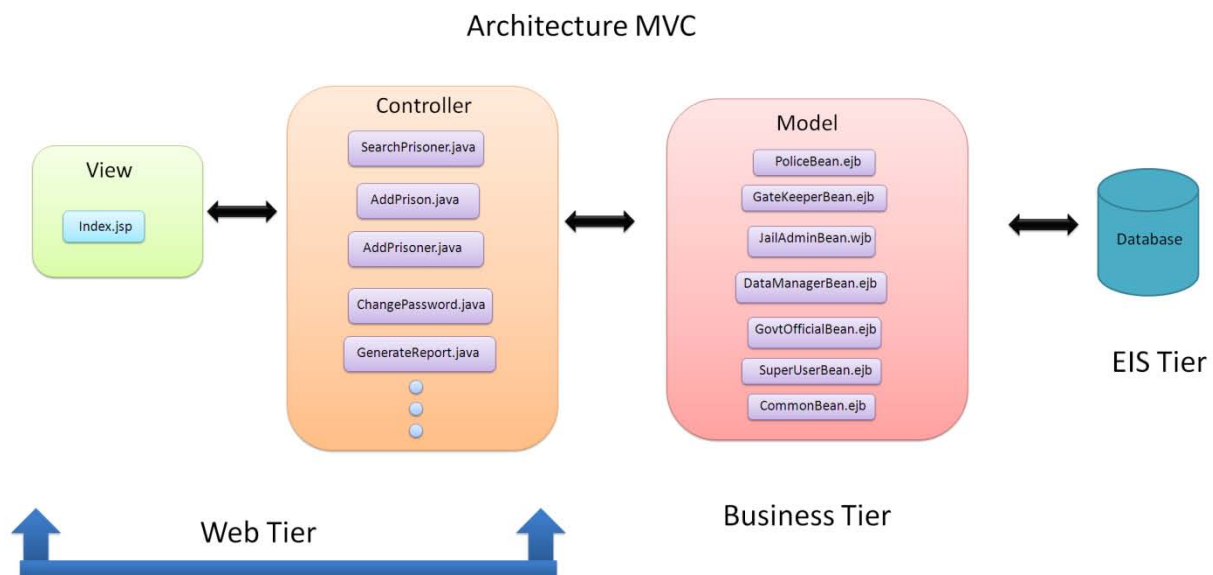 Architecture MVC
View
Index.jsp
Controller
SearchPrisoner.java
AddPrison.java
AddPrisoner.java
ChangePassword.java
GenerateReport.java
Model
PoliceBean.ejb
GateKeeperBean.ejb
JailAdminBean.wjb
DataManagerBean.ejb
GovtOfficialBean.ejb
SuperUserBean.ejb
CommonBean.ejb
Database
EIS Tier
Web Tier
Business Tier